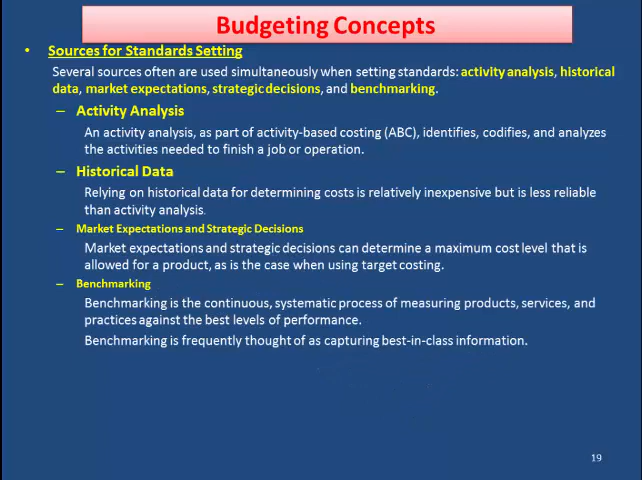 Budgeting Concepts
• Sources for Standards Setting
Several sources often are used simultaneously when setting standards: activity analysis, historical
data, market expectations, strategic decisions, and benchmarking.
– Activity Analysis
An activity analysis, as part of activity-based costing (ABC), identifies, codifies, and analyzes
the activities needed to finish a job or operation.
– Historical Data
Relying on historical data for determining costs is relatively inexpensive but is less reliable
than activity analysis.
– Market Expectations and Strategic Decisions
Market expectations and strategic decisions can determine a maximum cost level that is
allowed for a product, as is the case when using target costing.
– Benchmarking
Benchmarking is the continuous, systematic process of measuring products, services, and
practices against the best levels of performance.
Benchmarking is frequently thought of as capturing best-in-class information.
19